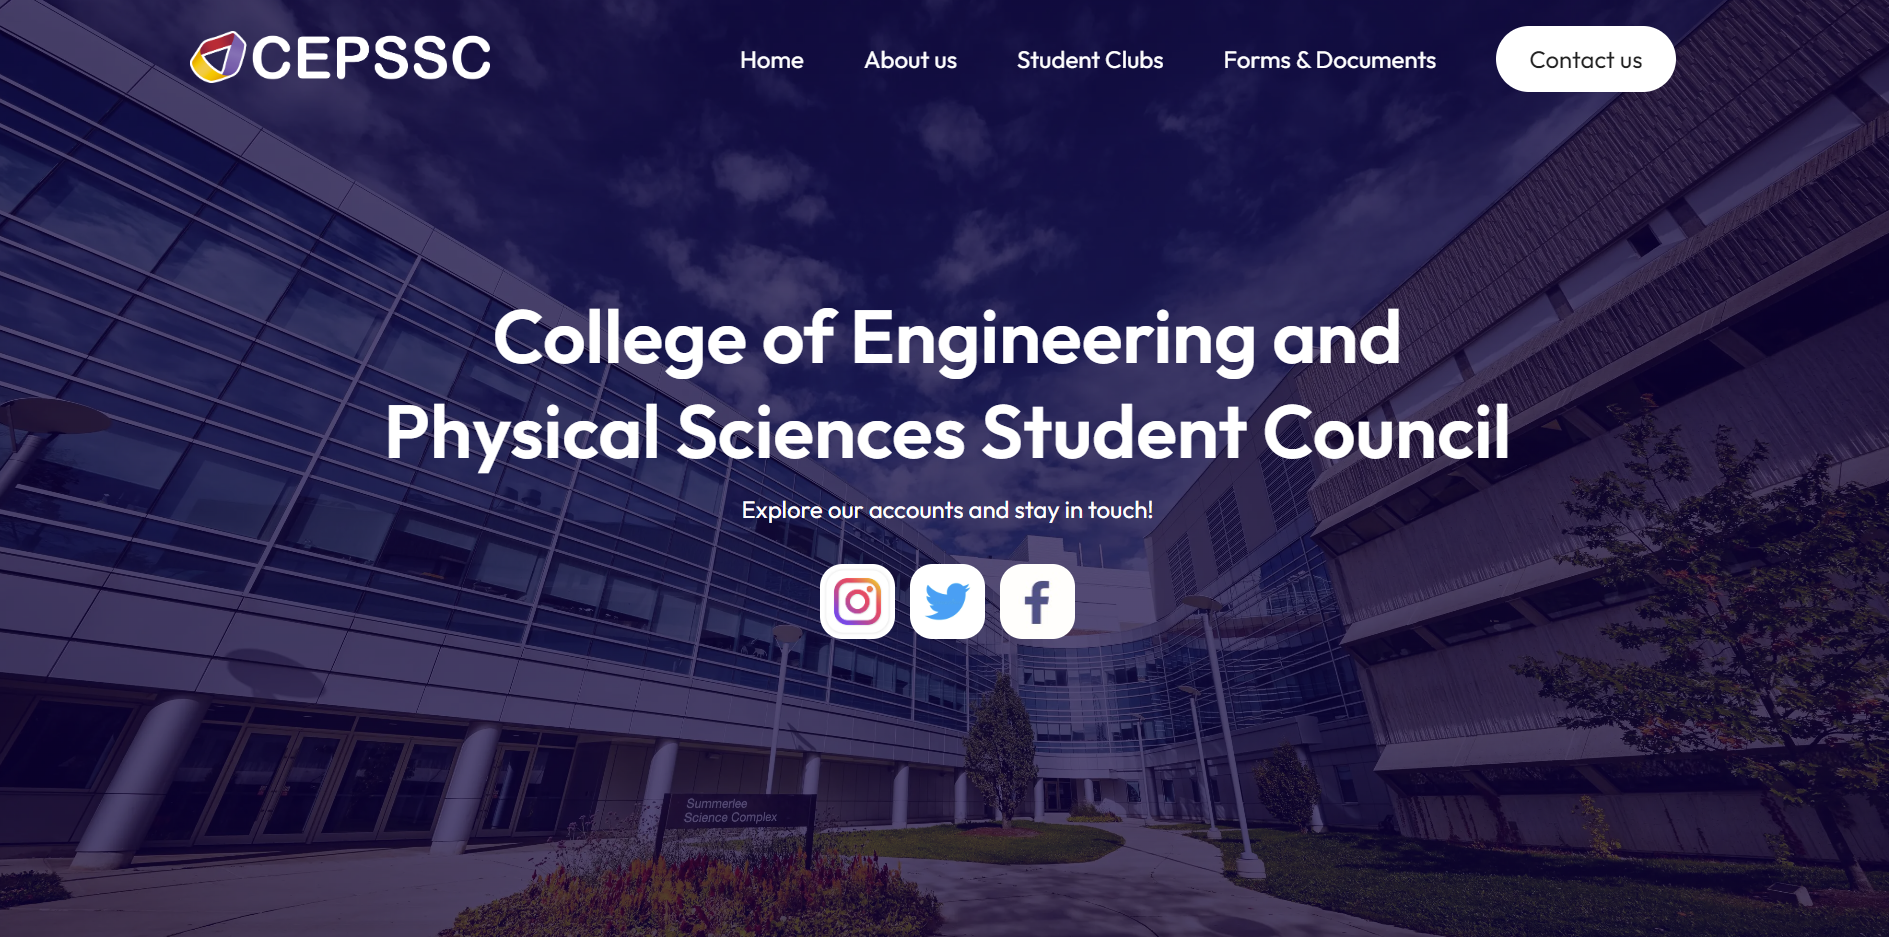 CEPSSC
Home
About us
Student Clubs
Forms & Documents
Contact us
College of Engineering and
Physical Sciences Student Council
Explore our accounts and stay in touch!
Summerlee
Science Complex